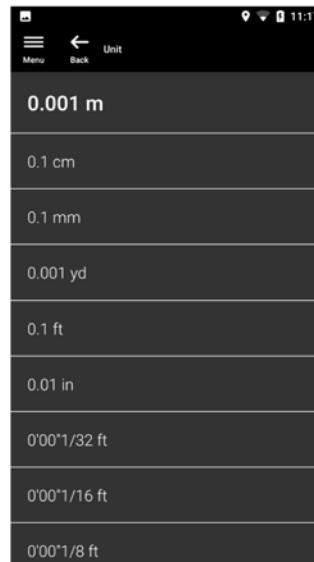 11:17
Menu Back Unit
0.001 m
0.1 cm
0.1 mm
0.001 yd
0.1 ft
0.01 in
0'00"1/32 ft
0'00"1/16 ft
0'00"1/8 ft